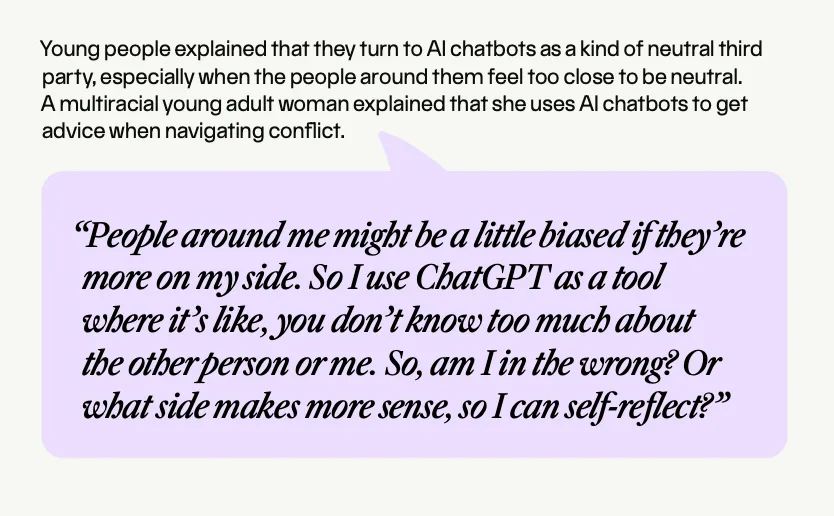 Young people explained that they turn to AI chatbots as a kind of neutral third
party, especially when the people around them feel too close to be neutral.
A multiracial young adult woman explained that she uses AI chatbots to get
advice when navigating conflict.
“People around me might be a little biased if they’re
more on my side. So I use ChatGPT as a tool
where it’s like, you don’t know too much about
the other person or me. So, am I in the wrong? Or
what side makes more sense, so I can self-reflect?”